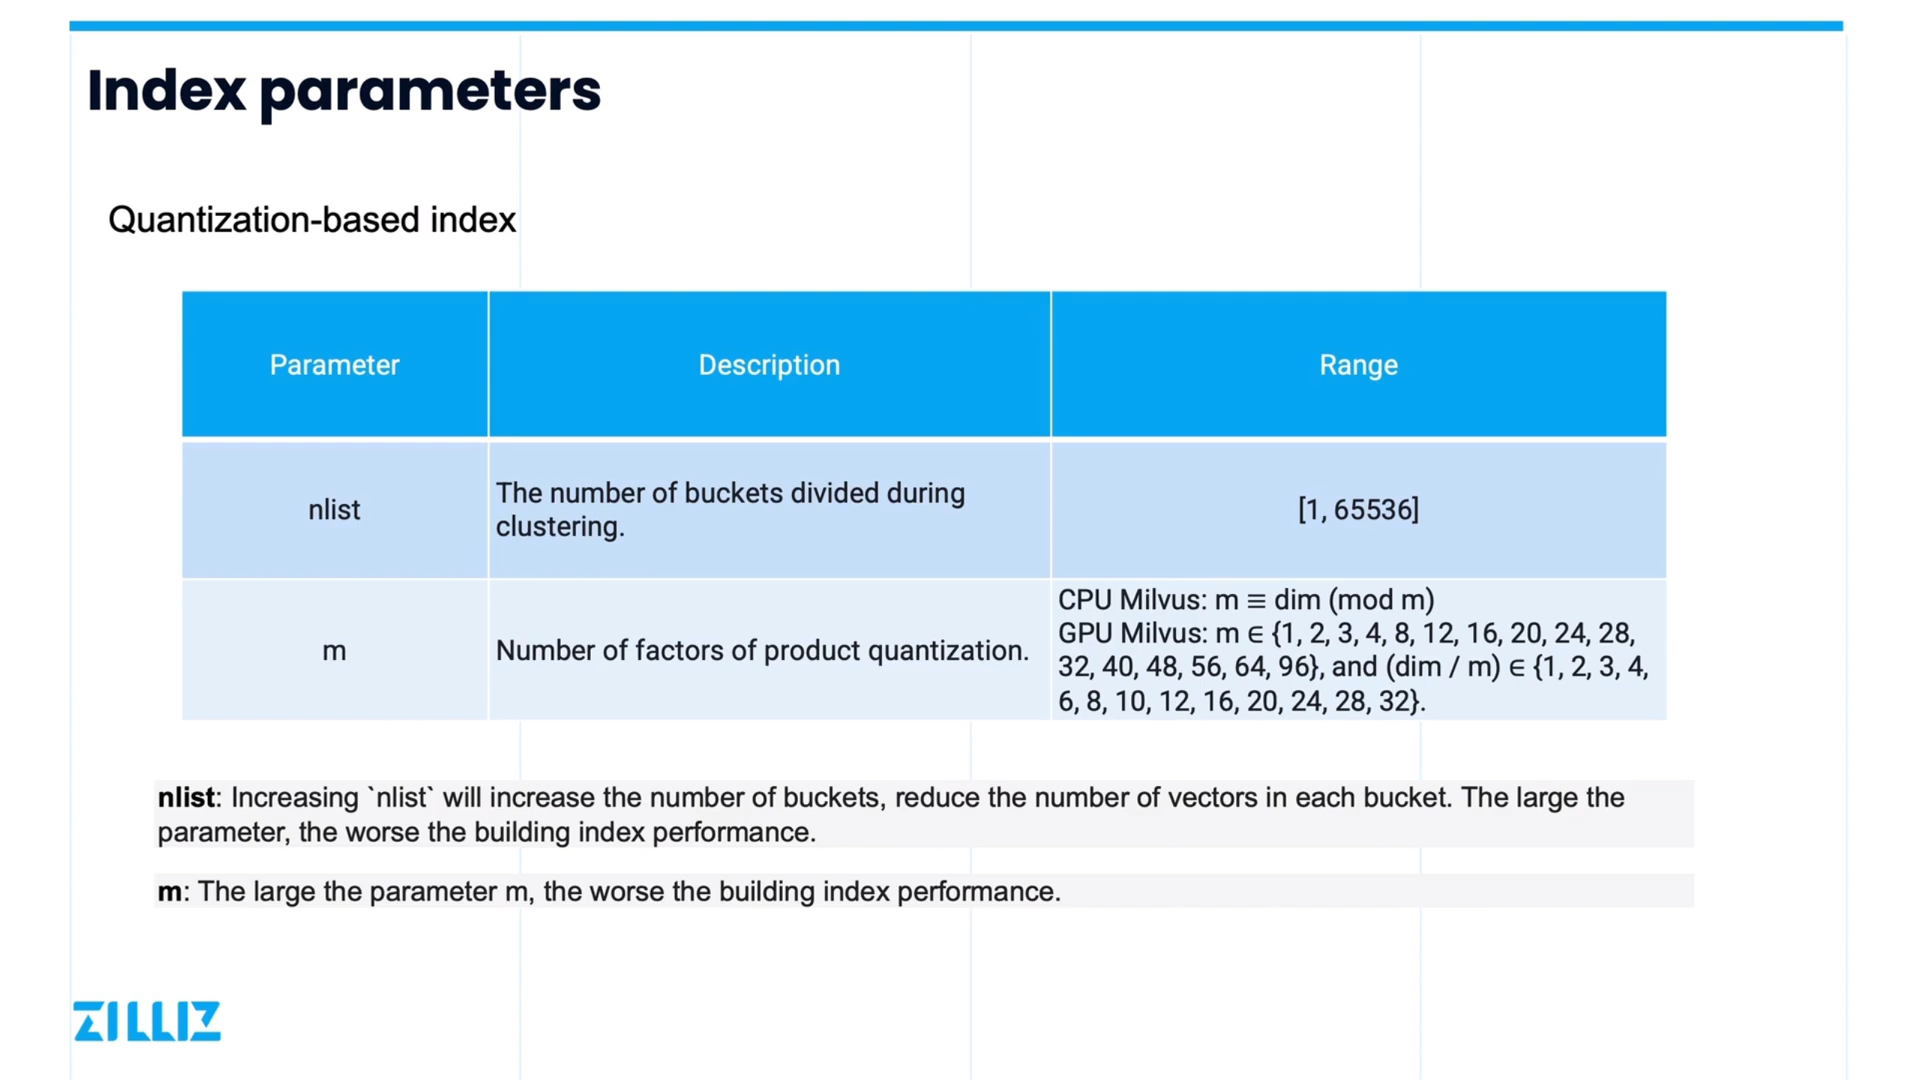 Index parameters
Quantization-based index
Parameter
Description
Range
nlist
The number of buckets divided during
clustering.
[1, 65536]
m
Number of factors of product quantization.
CPU Milvus: m ≡ dim (mod m)
GPU Milvus: m ∈ {1, 2, 3, 4, 8, 12, 16, 20, 24, 28,
32, 40, 48, 56, 64, 96}, and (dim / m) ∈ {1, 2, 3, 4,
6, 8, 10, 12, 16, 20, 24, 28, 32}.
nlist: Increasing `nlist` will increase the number of buckets, reduce the number of vectors in each bucket. The large the
parameter, the worse the building index performance.
m: The large the parameter m, the worse the building index performance.
ZILLIZ